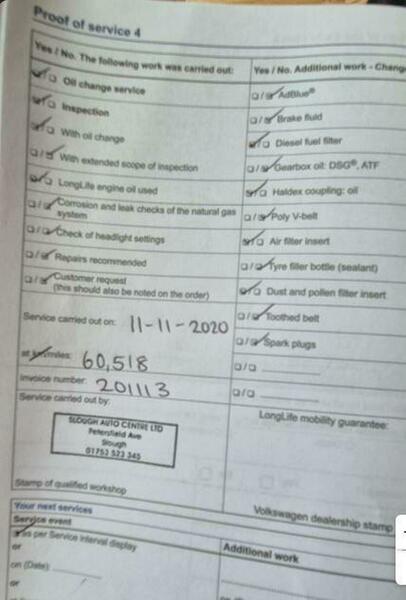 Proof of service 4
Yes / No. The following work was carried out:
☑/☐ Oil change service
☑/☐ Inspection
☑/☐ With oil change
☐/☑ With extended scope of inspection
☑/☐ LongLife engine oil used
☐/☑ Corrosion and leak checks of the natural gas
system
☐/☑ Check of headlight settings
☐/☑ Repairs recommended
☐/☑ Customer request
(this should also be noted on the order)
Service carried out on: 11-11-2020
at km/miles: 60,518
Invoice number: 201113
Service carried out by:
SLOUGH AUTO CENTRE LTD
Petersfield Ave
Slough
01753 523 345
Stamp of qualified workshop
Yes / No. Additional work - Chang
☐/☑ AdBlue®
☐/☑ Brake fluid
☑/☐ Diesel fuel filter
☐/☑ Gearbox oil: DSG®, ATF
☑/☐ Haldex coupling: oil
☐/☑ Poly V-belt
☑/☐ Air filter insert
☐/☑ Tyre filler bottle (sealant)
☑/☐ Dust and pollen filter insert
☐/☑ Toothed belt
☐/☑ Spark plugs
☐/☐
☐/☐
LongLife mobility guarantee:
Volkswagen dealership stamp
Your next services
Service event
as per Service interval display
or
on (Date):
or
Additional work